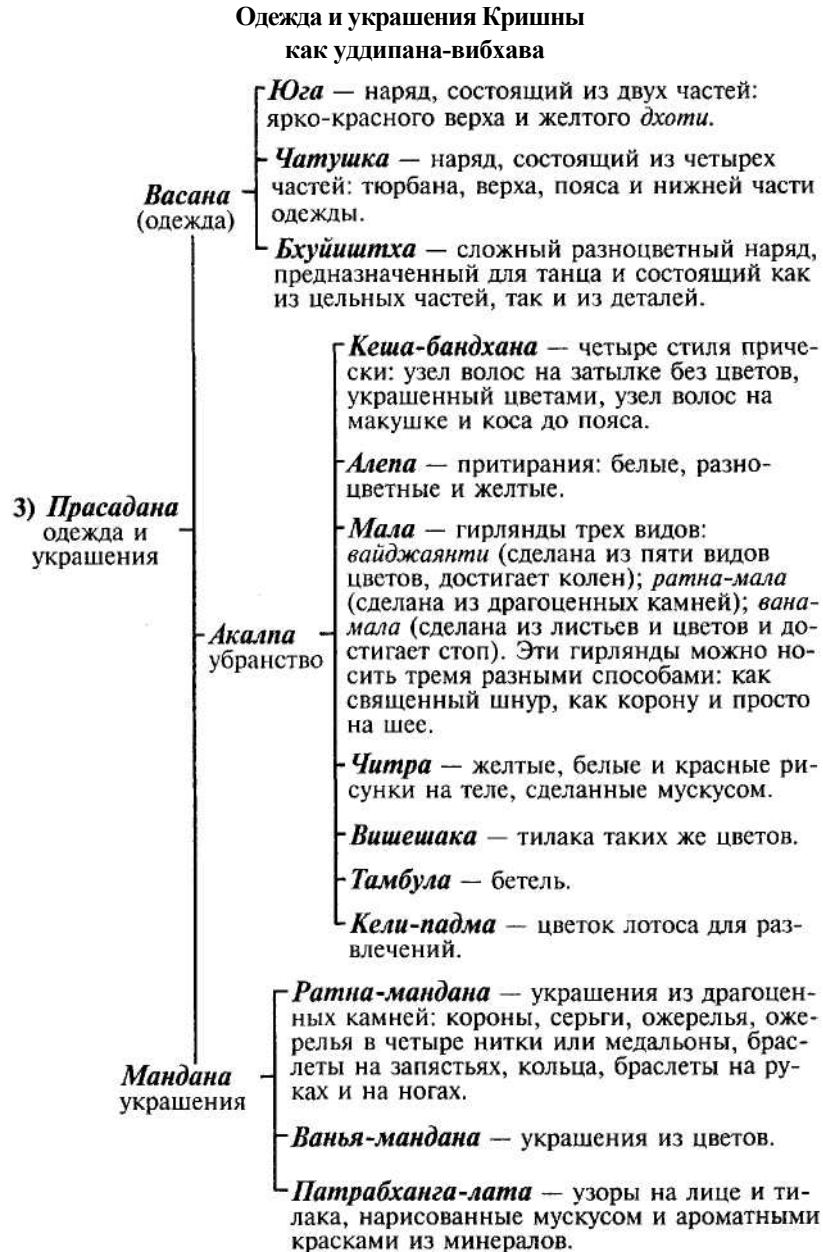 Одежда и украшения Кришны
как уддипана-вибхава
3) Прасадана
одежда и
украшения
Васана
(одежда)
Юга — наряд, состоящий из двух частей:
ярко-красного верха и желтого дхоти.
Чатушка — наряд, состоящий из четырех
частей: тюрбана, верха, пояса и нижней части
одежды.
Бхуйиштха — сложный разноцветный наряд,
предназначенный для танца и состоящий как
из цельных частей, так и из деталей.
Акалпа
убранство
Кеша-бандхана — четыре стиля приче-
ски: узел волос на затылке без цветов,
украшенный цветами, узел волос на
макушке и коса до пояса.
Алепа — притирания: белые, разно-
цветные и желтые.
Мала — гирлянды трех видов:
вайджаянти (сделана из пяти видов
цветов, достигает колен); ратна-мала
(сделана из драгоценных камней); вана-
мала (сделана из листьев и цветов и до-
стигает стоп). Эти гирлянды можно но-
сить тремя разными способами: как
священный шнур, как корону и просто
на шее.
Читра — желтые, белые и красные ри-
сунки на теле, сделанные мускусом.
Вишешака — тилака таких же цветов.
Тамбула — бетель.
Кели-падма — цветок лотоса для раз-
влечений.
Мандана
украшения
Ратна-мандана — украшения из драгоцен-
ных камней: короны, серьги, ожерелья, оже-
релья в четыре нитки или медальоны, брас-
леты на запястьях, кольца, браслеты на ру-
ках и на ногах.
Ванья-мандана — украшения из цветов.
Патрабханга-лата — узоры на лице и ти-
лака, нарисованные мускусом и ароматными
красками из минералов.